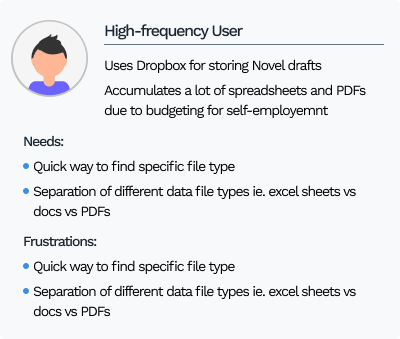 High-frequency User
Uses Dropbox for storing Novel drafts
Accumulates a lot of spreadsheets and PDFs
due to budgeting for self-employemnt
Needs:
Quick way to find specific file type
Separation of different data file types ie. excel sheets vs
docs vs PDFs
Frustrations:
Quick way to find specific file type
Separation of different data file types ie. excel sheets vs
docs vs PDFs